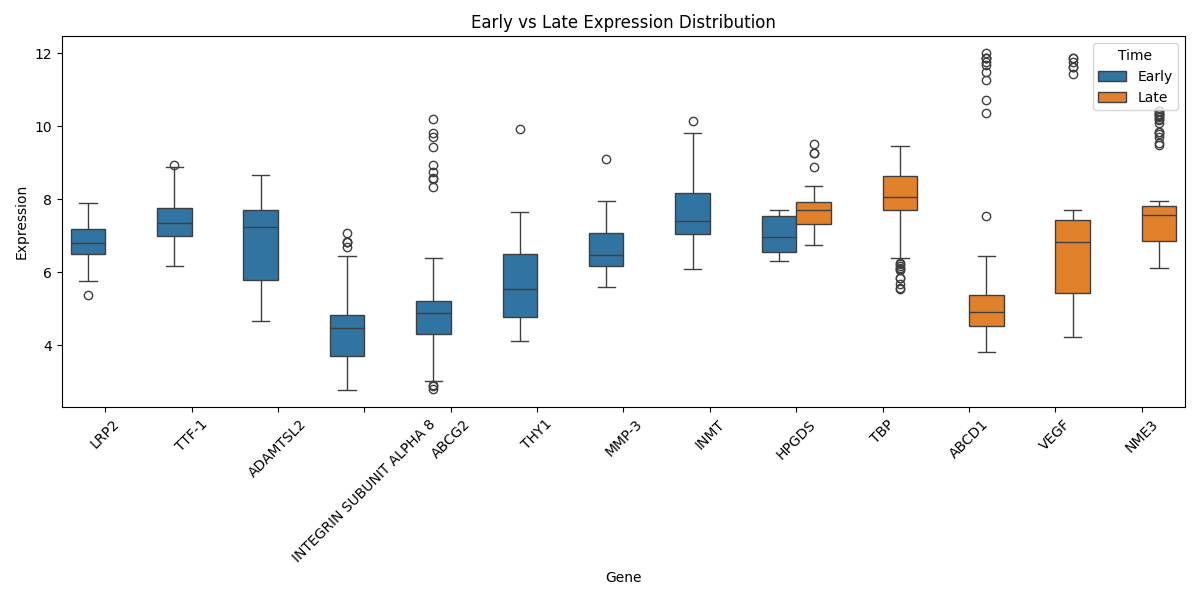 Early vs Late Expression Distribution
Time
Early
Late
Expression
12
10
8
6
4
LRP2
TTF-1
ADAMTSL2
INTEGRIN SUBUNIT ALPHA 8
ABCG2
THY1
MMP-3
INMT
HPGDS
TBP
ABCD1
VEGF
NME3
Gene